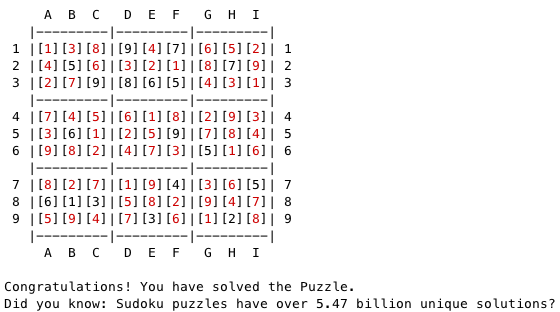 A B C D E F G H I
|---------|---------|---------|
1 |[1][3][8]|[9][4][7]|[6][5][2]| 1
2 |[4][5][6]|[3][2][1]|[8][7][9]| 2
3 |[2][7][9]|[8][6][5]|[4][3][1]| 3
|---------|---------|---------|
4 |[7][4][5]|[6][1][8]|[2][9][3]| 4
5 |[3][6][1]|[2][5][9]|[7][8][4]| 5
6 |[9][8][2]|[4][7][3]|[5][1][6]| 6
|---------|---------|---------|
7 |[8][2][7]|[1][9][4]|[3][6][5]| 7
8 |[6][1][3]|[5][8][2]|[9][4][7]| 8
9 |[5][9][4]|[7][3][6]|[1][2][8]| 9
|---------|---------|---------|
A B C D E F G H I
Congratulations! You have solved the Puzzle.
Did you know: Sudoku puzzles have over 5.47 billion unique solutions?